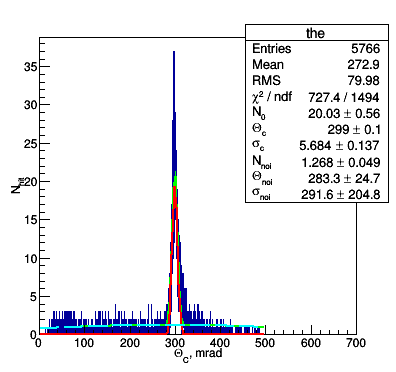 the
Entries 5766
Mean 272.9
RMS 79.98
χ² / ndf 727.4 / 1494
N₀ 20.03 ± 0.56
Θc 299 ± 0.1
σc 5.684 ± 0.137
Nnoi 1.268 ± 0.049
Θnoi 283.3 ± 24.7
σnoi 291.6 ± 204.8
Nhit
35
30
25
20
15
10
5
0
0 100 200 300 400 500 600 700
Θc, mrad